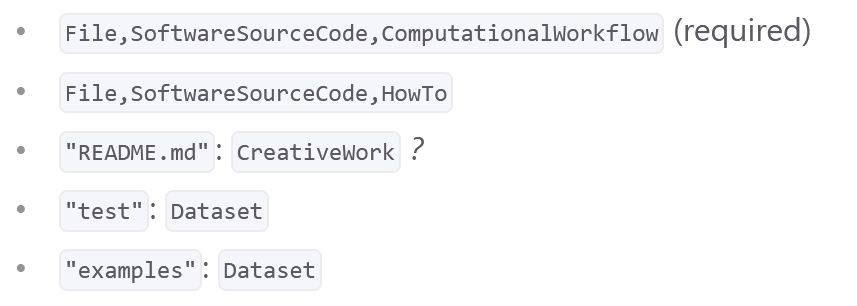 • File,SoftwareSourceCode,ComputationalWorkflow (required)
• File,SoftwareSourceCode,HowTo
• "README.md": CreativeWork ?
• "test": Dataset
• "examples": Dataset